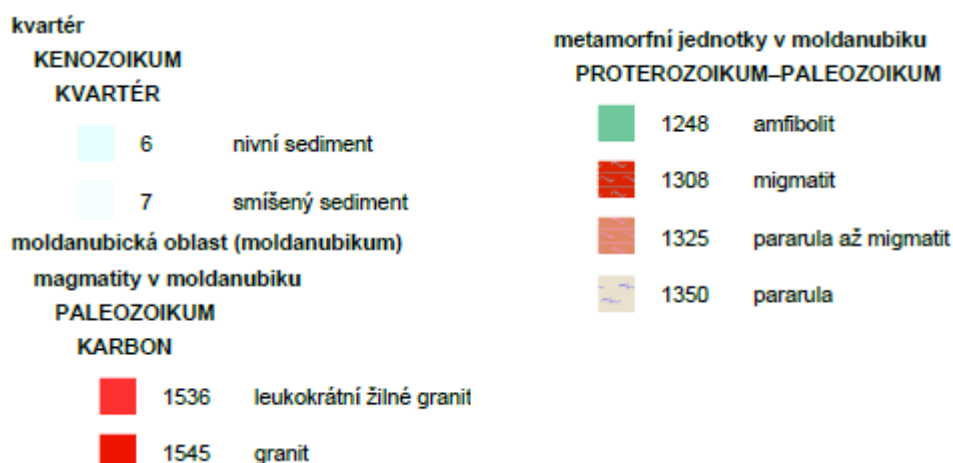 kvartér
KENOZOIKUM
KVARTÉR
6 nivní sediment
7 smíšený sediment
moldanubická oblast (moldanubikum)
magmatity v moldanubiku
PALEOZOIKUM
KARBON
1536 leukokrátní žilné granit
1545 granit
metamorfní jednotky v moldanubiku
PROTEROZOIKUM–PALEOZOIKUM
1248 amfibolit
1308 migmatit
1325 pararula až migmatit
1350 pararula